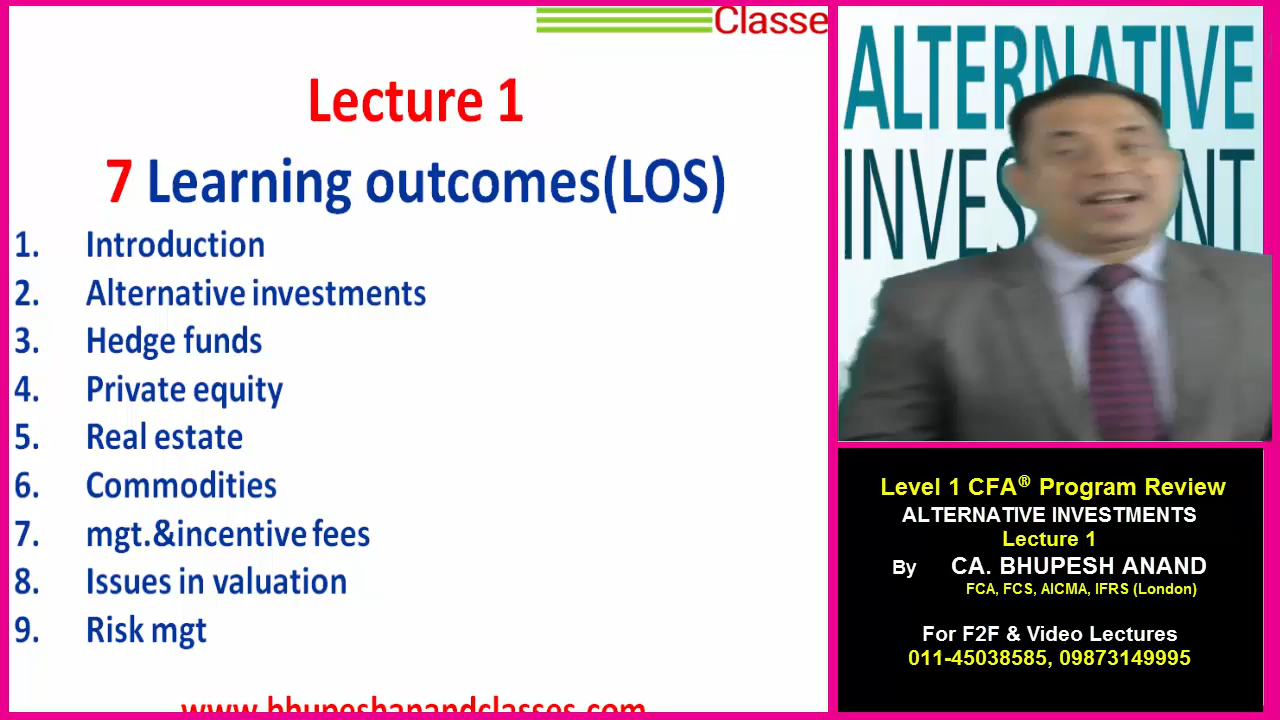 Classe
Lecture 1
7 Learning outcomes(LOS)
1. Introduction
2. Alternative investments
3. Hedge funds
4. Private equity
5. Real estate
6. Commodities
7. mgt.&incentive fees
8. Issues in valuation
9. Risk mgt
www.bhupeshanandclasses.com
ALTERNATIVE
INVESTMENT
Level 1 CFA® Program Review
ALTERNATIVE INVESTMENTS
Lecture 1
By CA. BHUPESH ANAND
FCA, FCS, AICMA, IFRS (London)
For F2F & Video Lectures
011-45038585, 09873149995